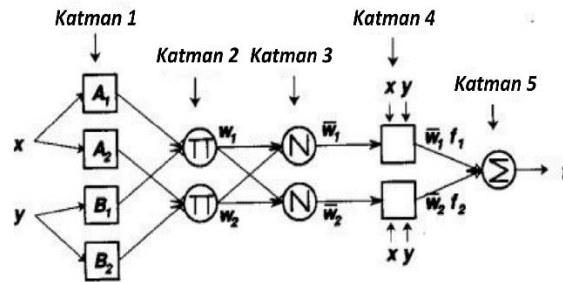 Katman 1
Katman 2
Katman 3
Katman 4
Katman 5
x y
A₁
x
A₂
Π w₁
N w̅₁
w̅₁ f₁
Σ
y
B₁
Π w₂
N w̅₂
w̅₂ f₂
B₂
x y